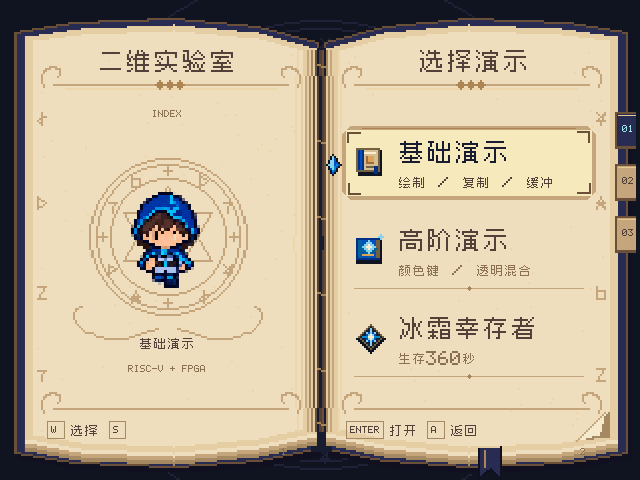 二维实验室
INDEX
基础演示
RISC-V + FPGA
W 选择 S
选择演示
基础演示
绘制 / 复制 / 缓冲
高阶演示
颜色键 / 透明混合
冰霜幸存者
生存360秒
ENTER 打开 A 返回
2
01
02
03